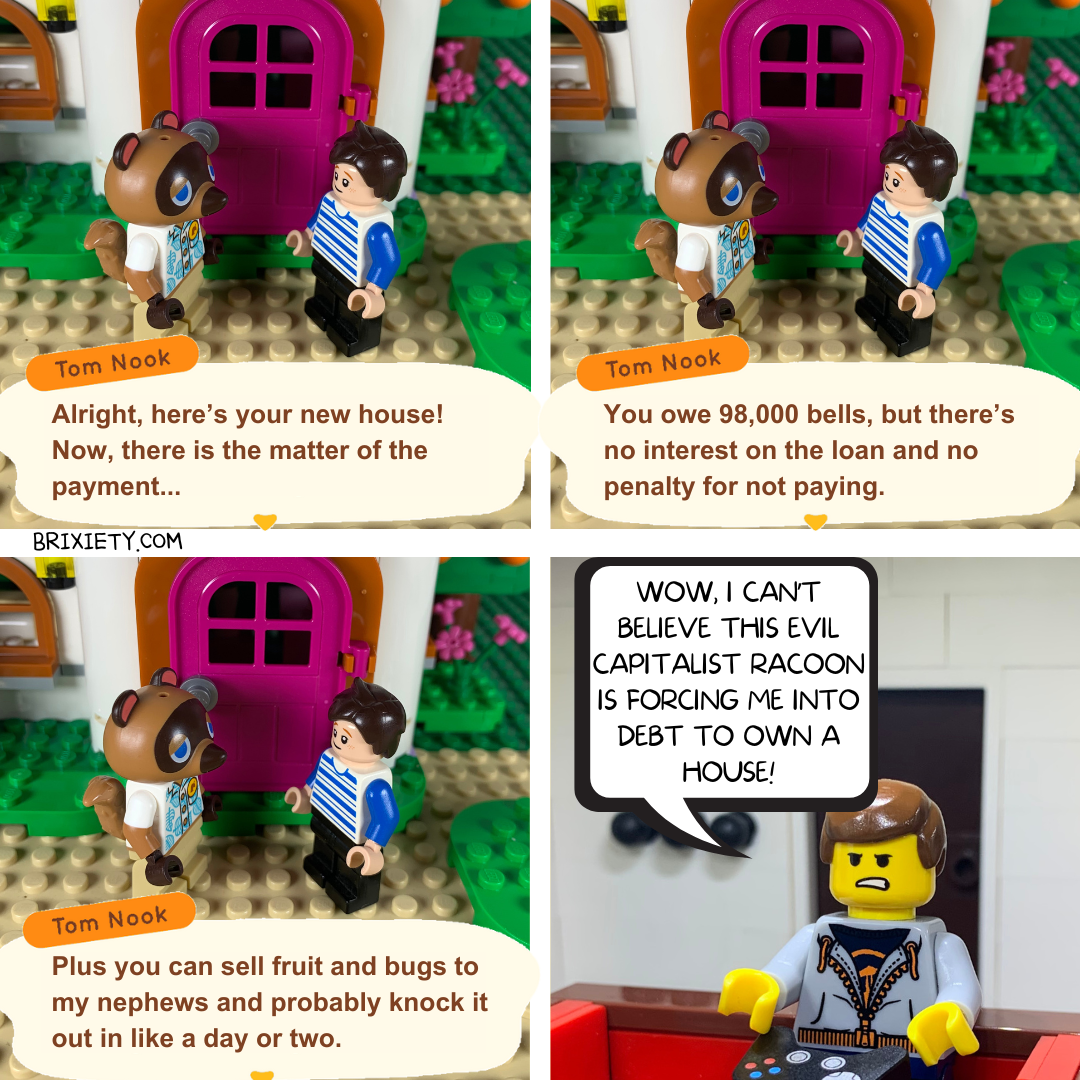 Tom Nook
Alright, here's your new house!
Now, there is the matter of the
payment...
Tom Nook
You owe 98,000 bells, but there's
no interest on the loan and no
penalty for not paying.
BRIXIETY.COM
Tom Nook
Plus you can sell fruit and bugs to
my nephews and probably knock it
out in like a day or two.
WOW, I CAN'T
BELIEVE THIS EVIL
CAPITALIST RACOON
IS FORCING ME INTO
DEBT TO OWN A
HOUSE!